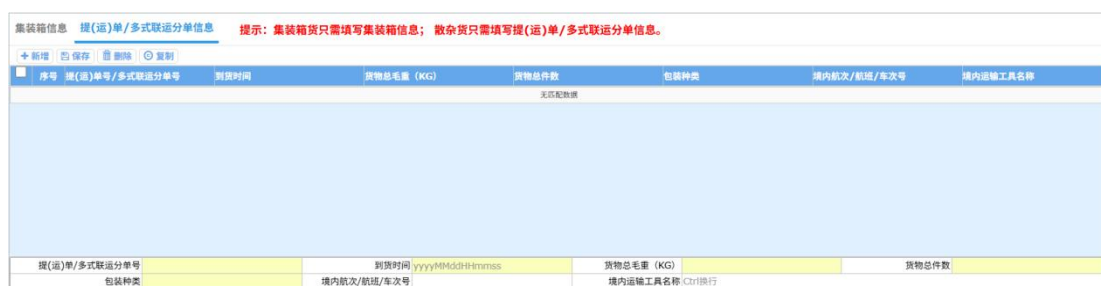 集装箱信息 提(运)单/多式联运分单信息 提示：集装箱货只需填写集装箱信息； 散杂货只需填写提(运)单/多式联运分单信息。
新增 保存 删除 复制
序号 提(运)单号/多式联运分单号 到货时间 货物总毛重（KG） 货物总件数 包装种类 境内航次/航班/车次号 境内运输工具名称
无匹配数据
提(运)单/多式联运分单号 到货时间 yyyyMMddHHmmss 货物总毛重（KG） 货物总件数
包装种类 境内航次/航班/车次号 境内运输工具名称 Ctrl换行